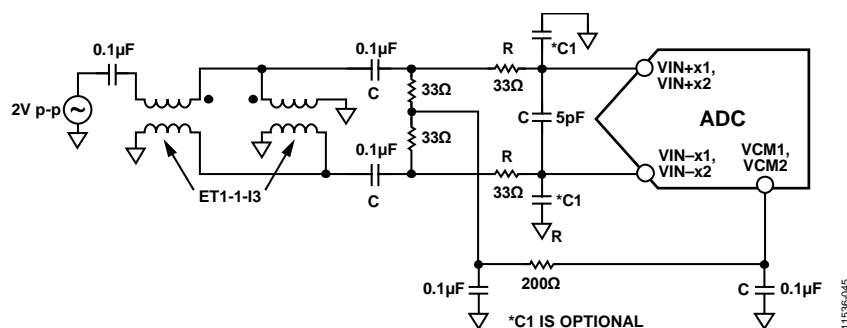 0.1µF
2V p-p
ET1-1-I3
0.1µF
C
33Ω
33Ω
C
0.1µF
R
33Ω
*C1
C
5pF
R
33Ω
*C1
R
VIN+x1,
VIN+x2
ADC
VIN–x1,
VIN–x2
VCM1,
VCM2
0.1µF
200Ω
C
0.1µF
*C1 IS OPTIONAL
11536-045